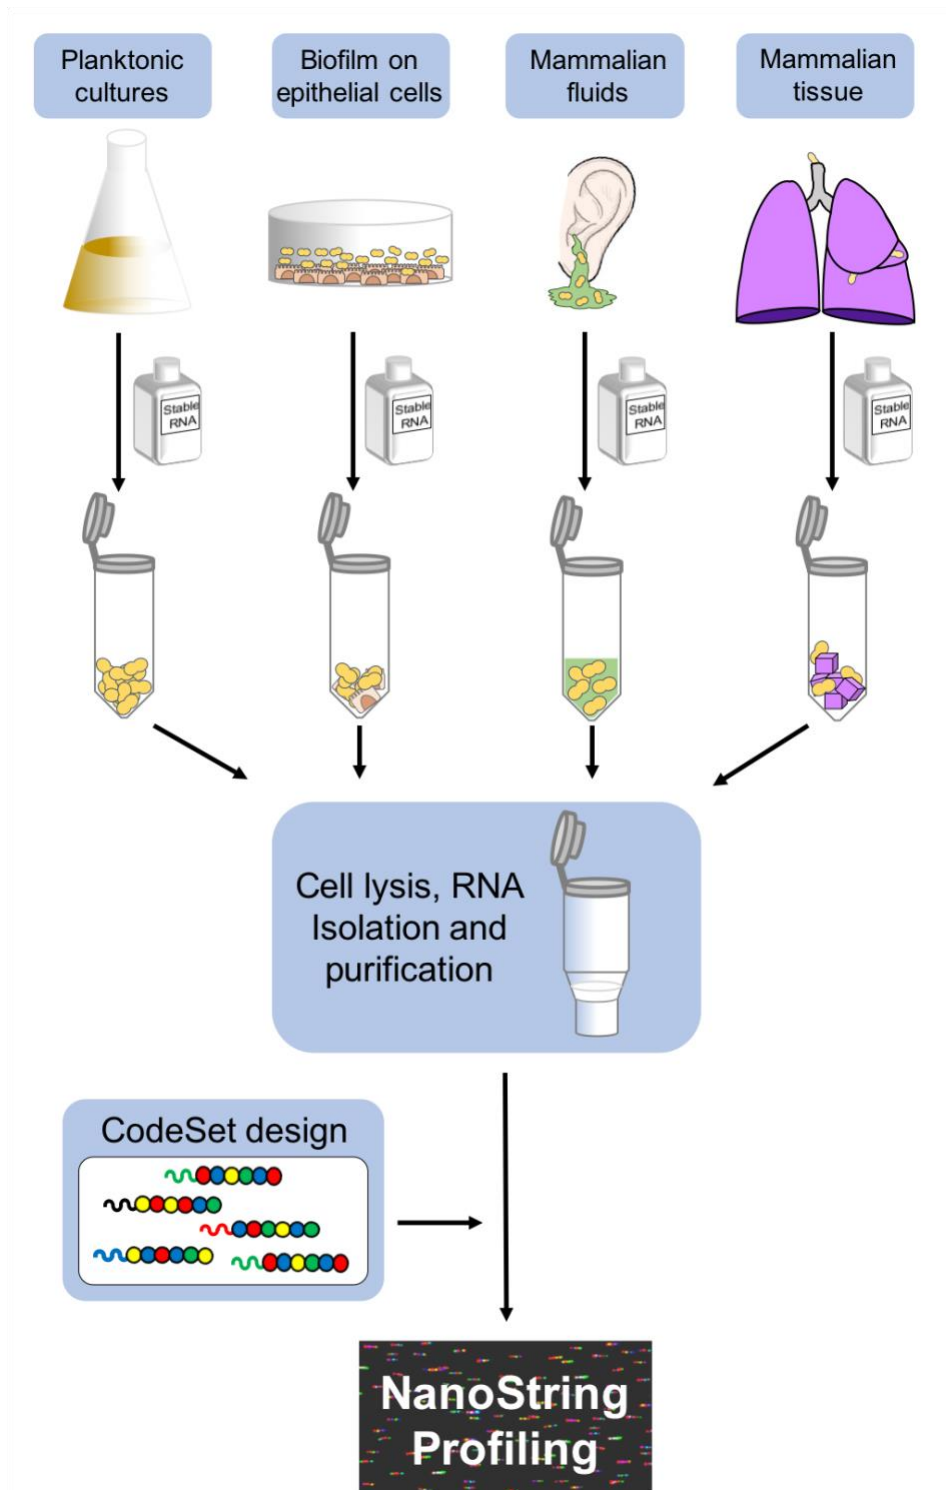 Planktonic
cultures
Biofilm on
epithelial cells
Mammalian
fluids
Mammalian
tissue
Stable
RNA
Stable
RNA
Stable
RNA
Stable
RNA
Cell lysis, RNA
Isolation and
purification
CodeSet design
NanoString
Profiling